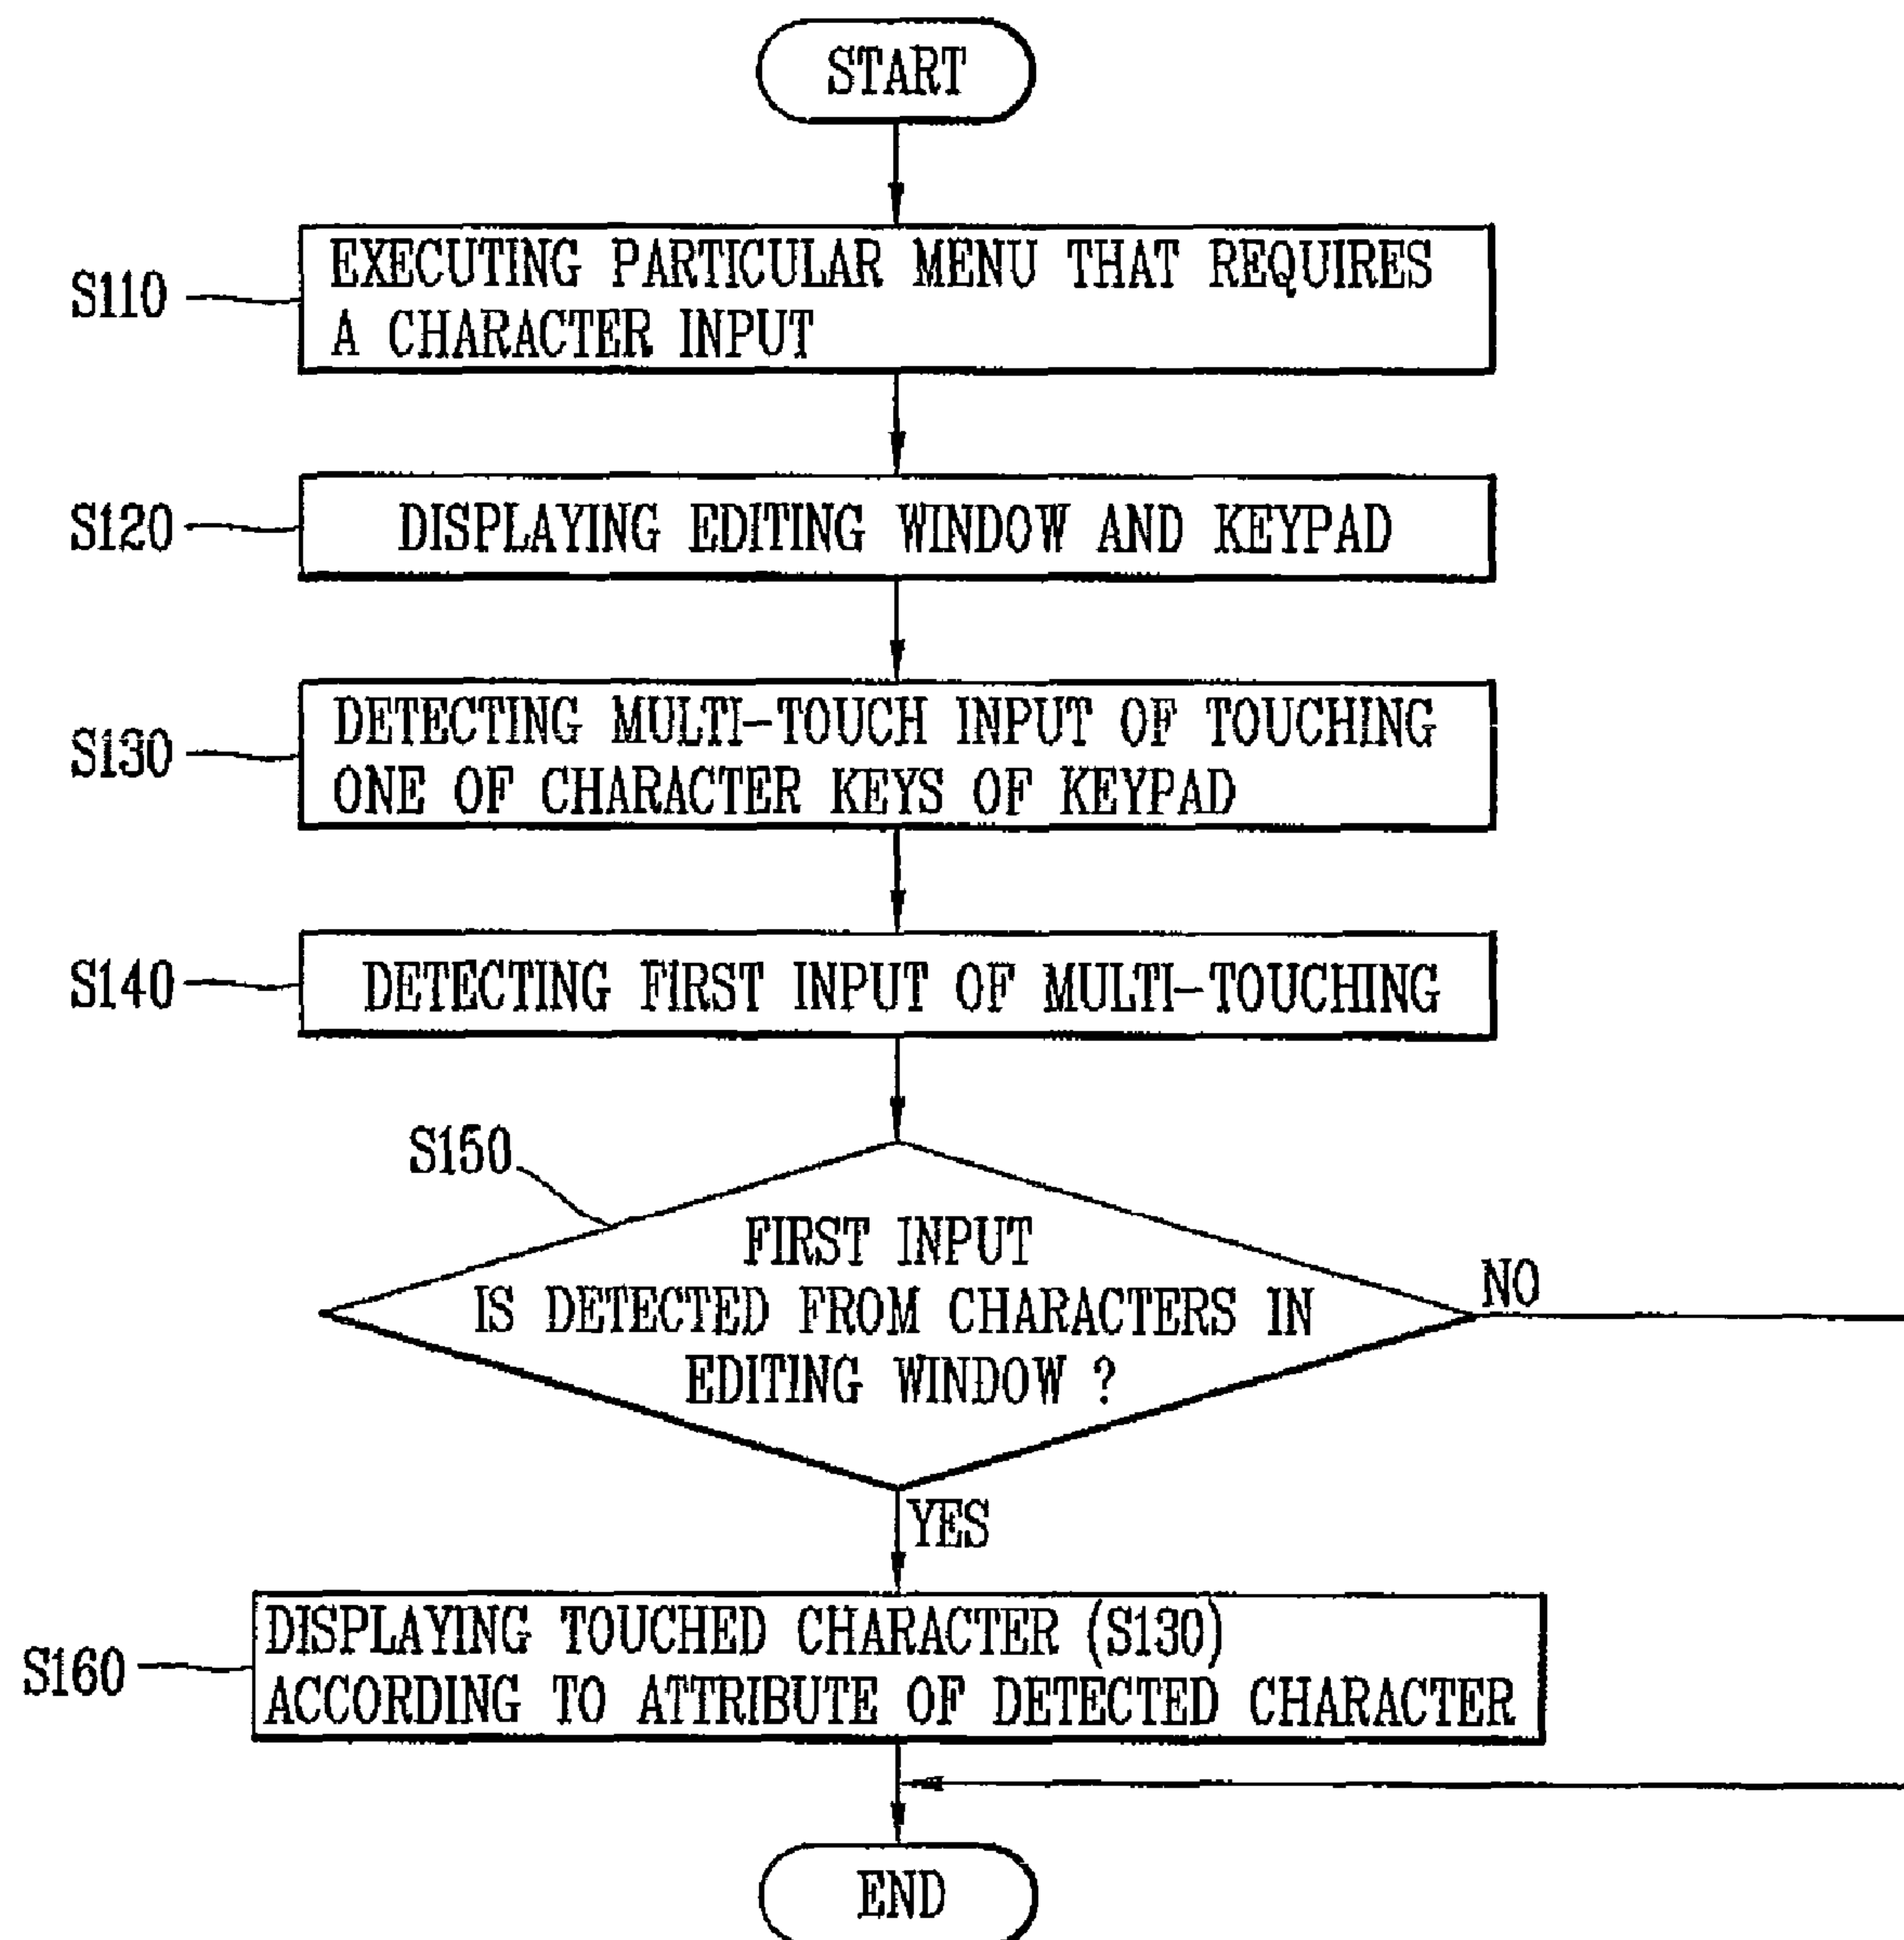 START
S110
EXECUTING PARTICULAR MENU THAT REQUIRES
A CHARACTER INPUT
S120
DISPLAYING EDITING WINDOW AND KEYPAD
S130
DETECTING MULTI-TOUCH INPUT OF TOUCHING
ONE OF CHARACTER KEYS OF KEYPAD
S140
DETECTING FIRST INPUT OF MULTI-TOUCHING
S150
FIRST INPUT
IS DETECTED FROM CHARACTERS IN
EDITING WINDOW ?
NO
YES
S160
DISPLAYING TOUCHED CHARACTER (S130)
ACCORDING TO ATTRIBUTE OF DETECTED CHARACTER
END